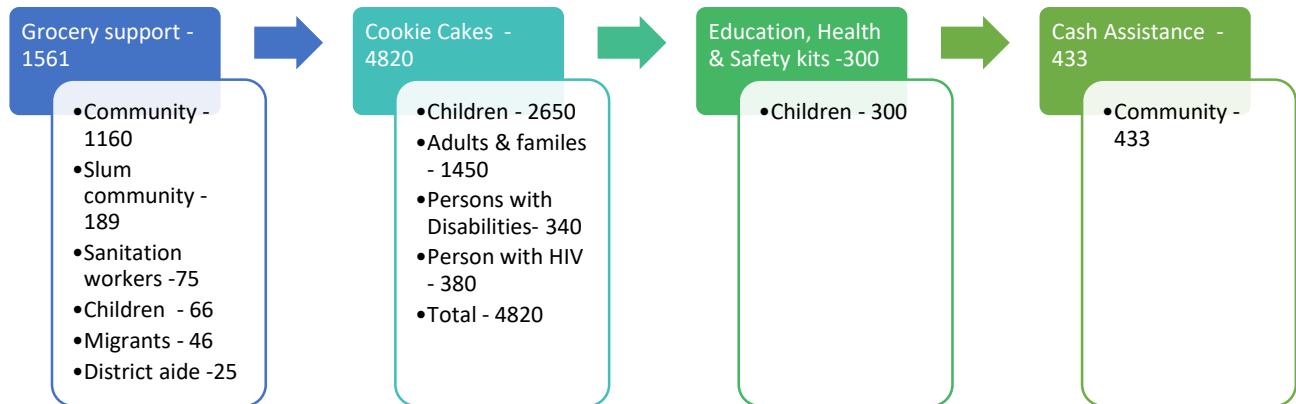 Grocery support -
1561
•Community -
1160
•Slum
community -
189
•Sanitation
workers -75
•Children - 66
•Migrants - 46
•District aide -25
Cookie Cakes -
4820
•Children - 2650
•Adults & familes
- 1450
•Persons with
Disabilities- 340
•Person with HIV
- 380
•Total - 4820
Education, Health
& Safety kits -300
•Children - 300
Cash Assistance -
433
•Community -
433